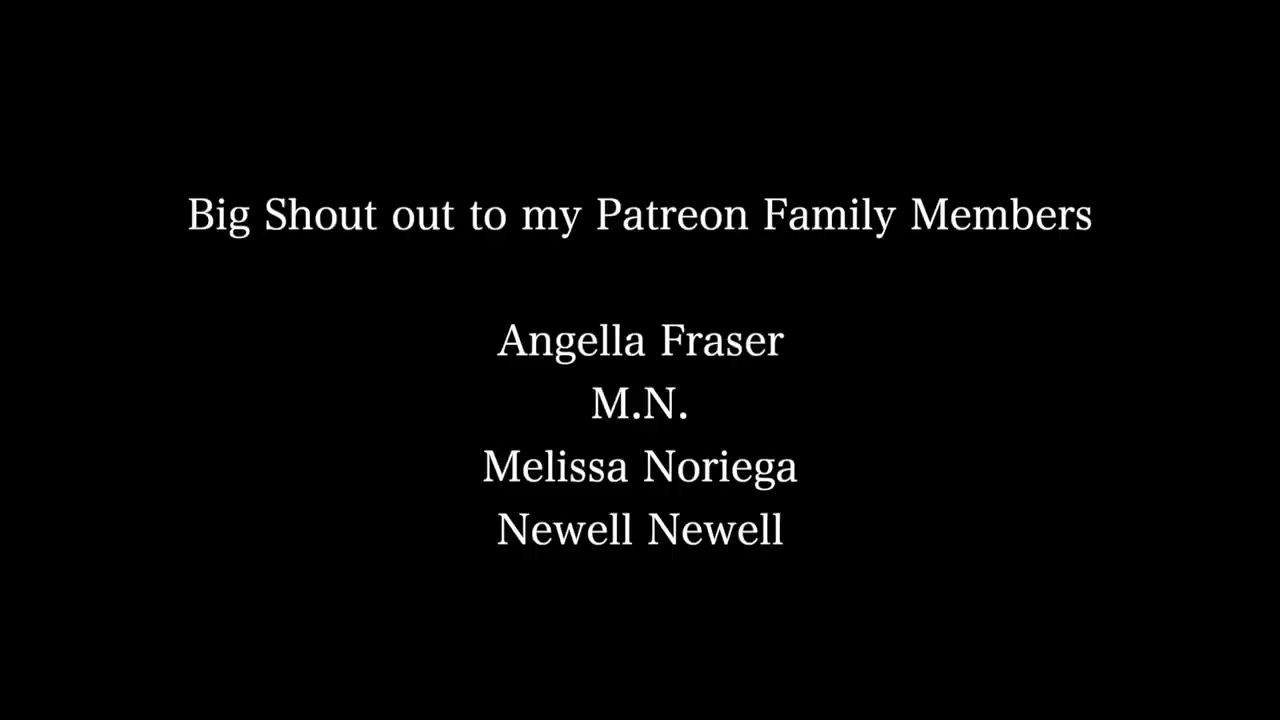 Big Shout out to my Patreon Family Members
Angella Fraser
M.N.
Melissa Noriega
Newell Newell